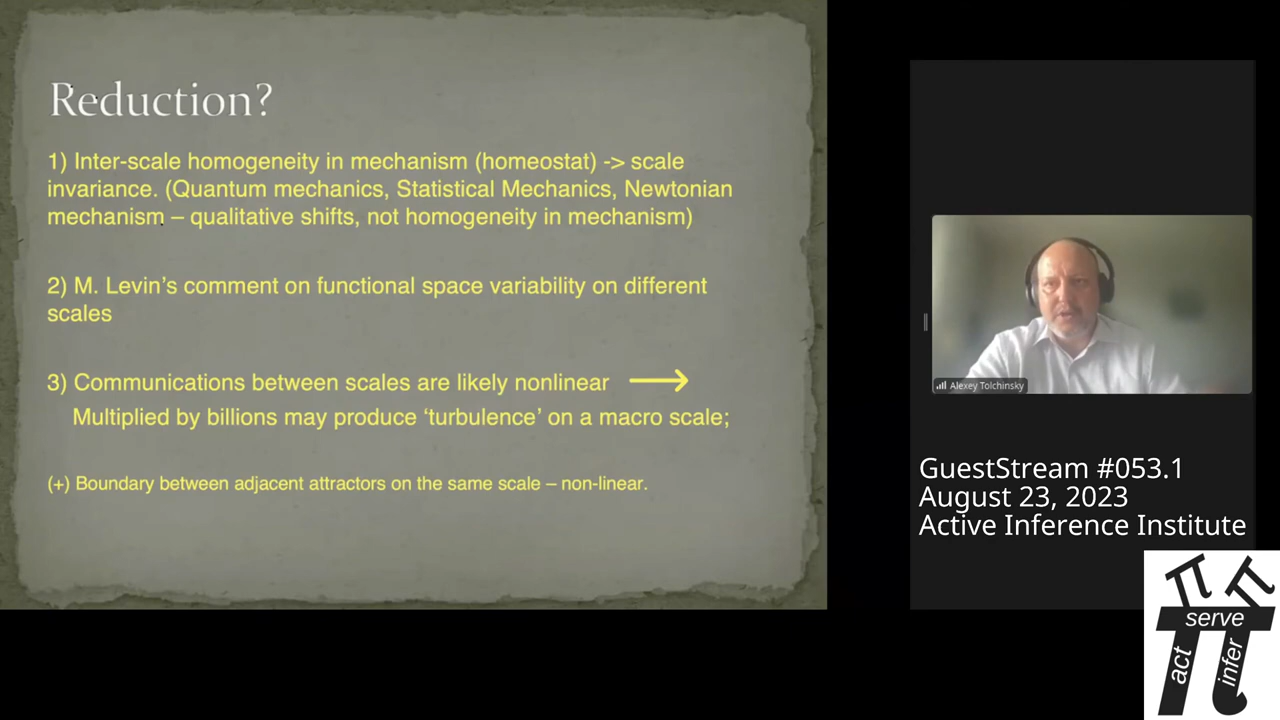 Reduction?
1) Inter-scale homogeneity in mechanism (homeostat) -> scale
invariance. (Quantum mechanics, Statistical Mechanics, Newtonian
mechanism – qualitative shifts, not homogeneity in mechanism)
2) M. Levin's comment on functional space variability on different
scales
3) Communications between scales are likely nonlinear
Multiplied by billions may produce ‘turbulence’ on a macro scale;
(+) Boundary between adjacent attractors on the same scale – non-linear.
Alexey Tolchinsky
GuestStream #053.1
August 23, 2023
Active Inference Institute
serve
act
infer